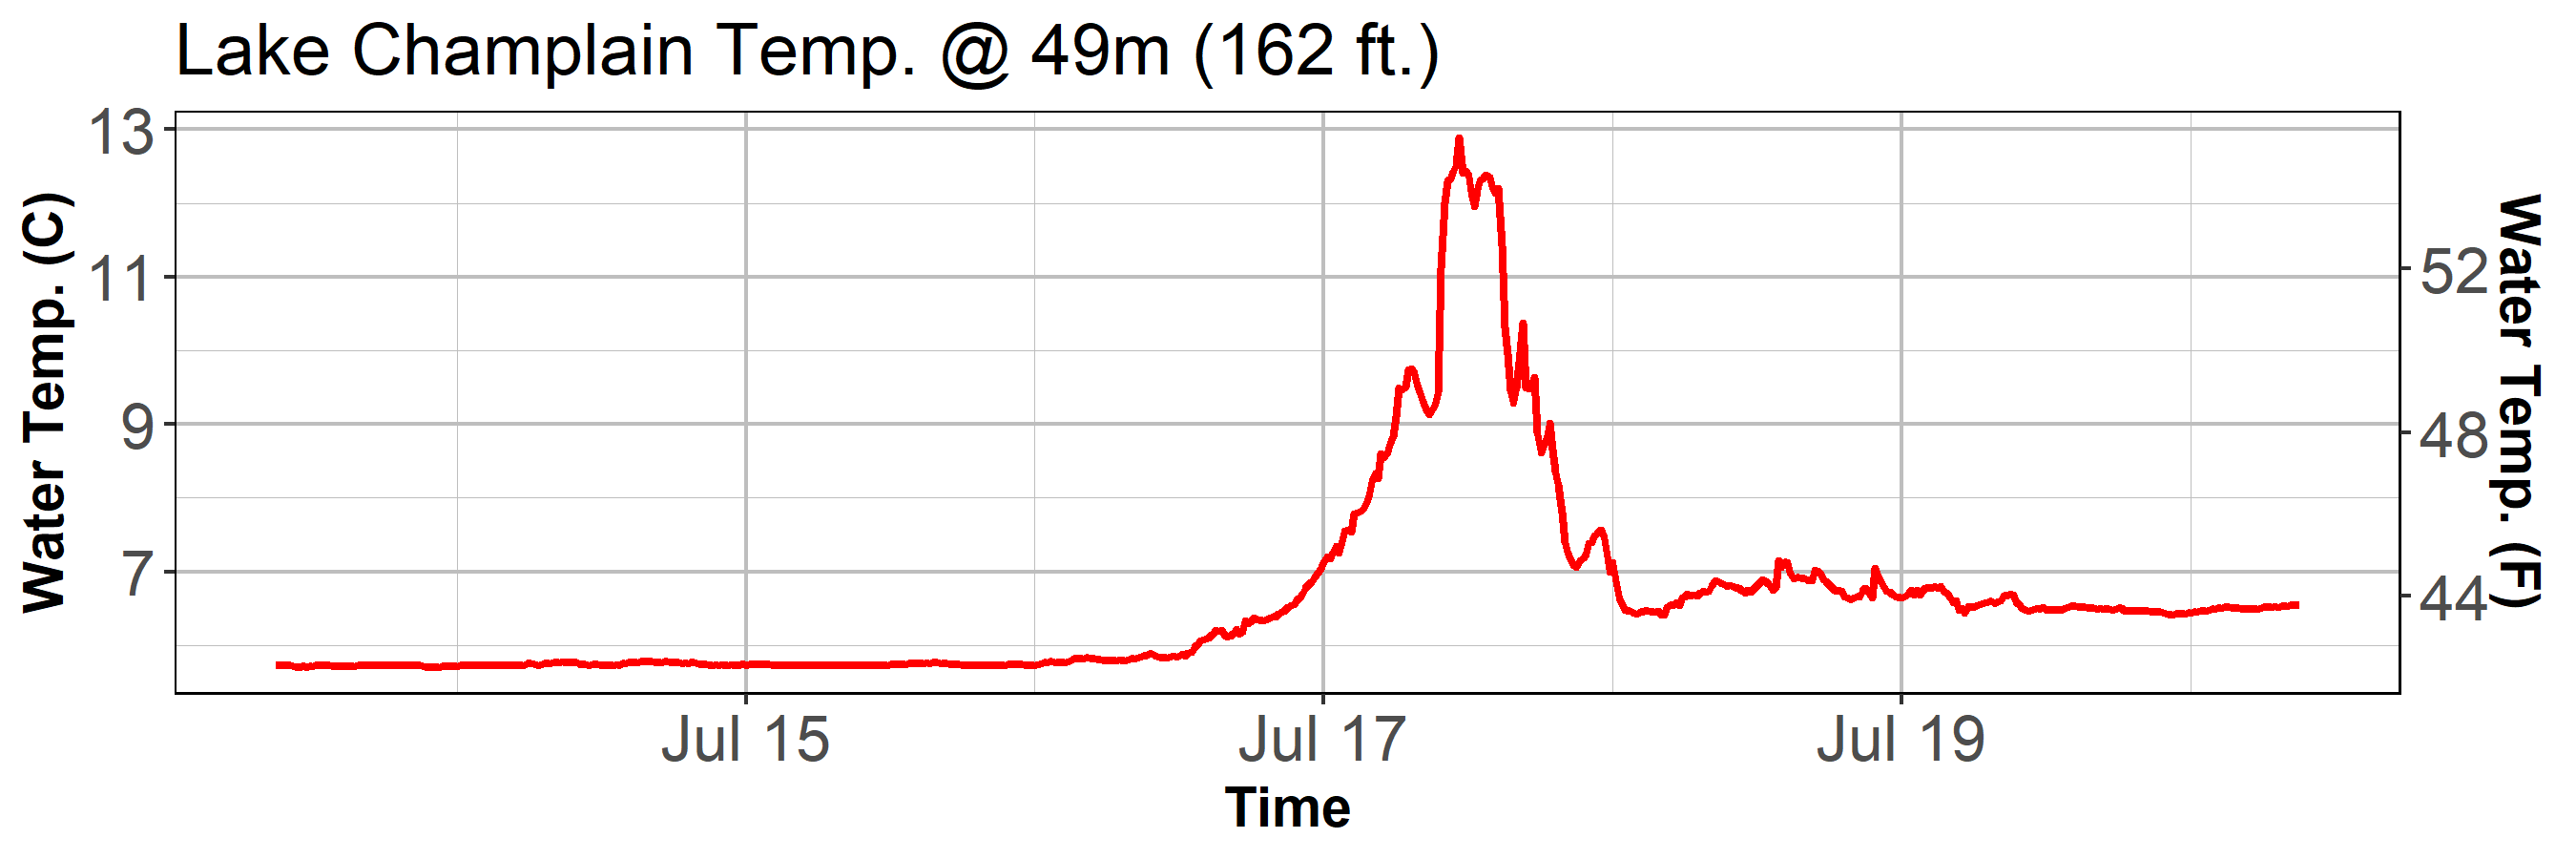 Lake Champlain Temp. @ 49m (162 ft.)
Water Temp. (C)
13
11
9
7
52
48
44
Water Temp. (F)
Jul 15
Jul 17
Jul 19
Time